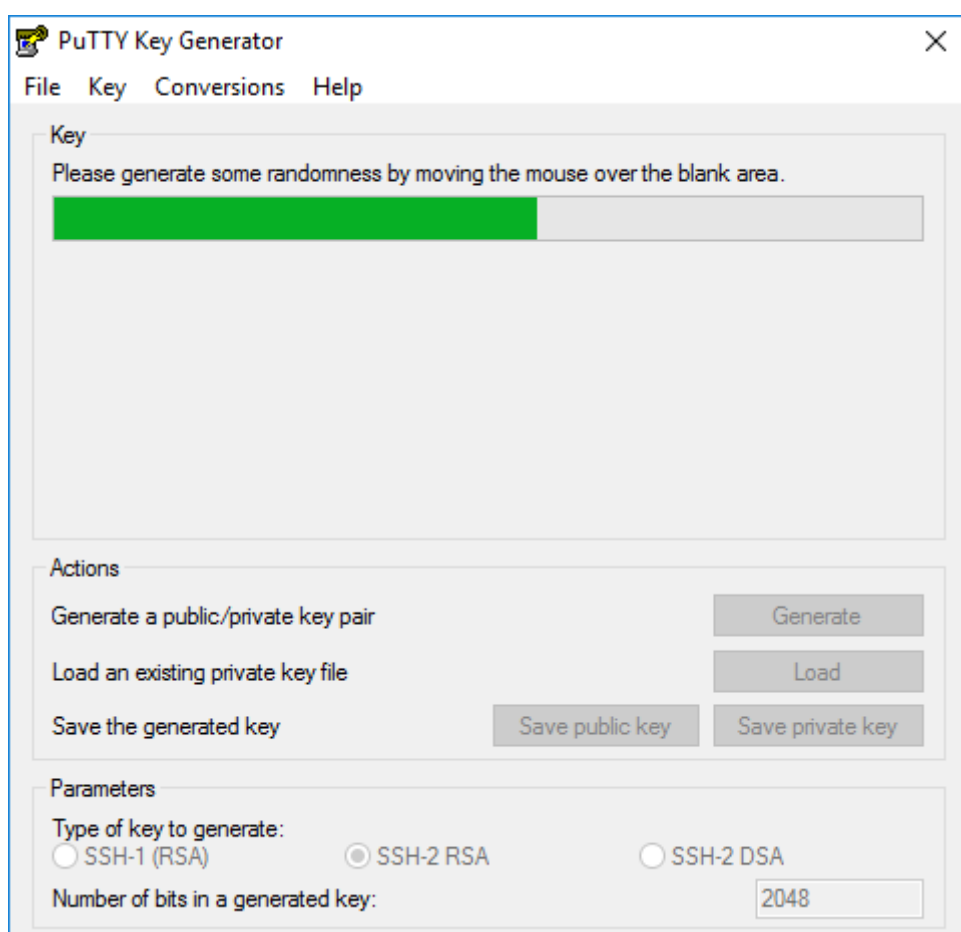 PuTTY Key Generator
File Key Conversions Help
Key
Please generate some randomness by moving the mouse over the blank area.
Actions
Generate a public/private key pair Generate
Load an existing private key file Load
Save the generated key Save public key Save private key
Parameters
Type of key to generate:
SSH-1 (RSA) SSH-2 RSA SSH-2 DSA
Number of bits in a generated key: 2048